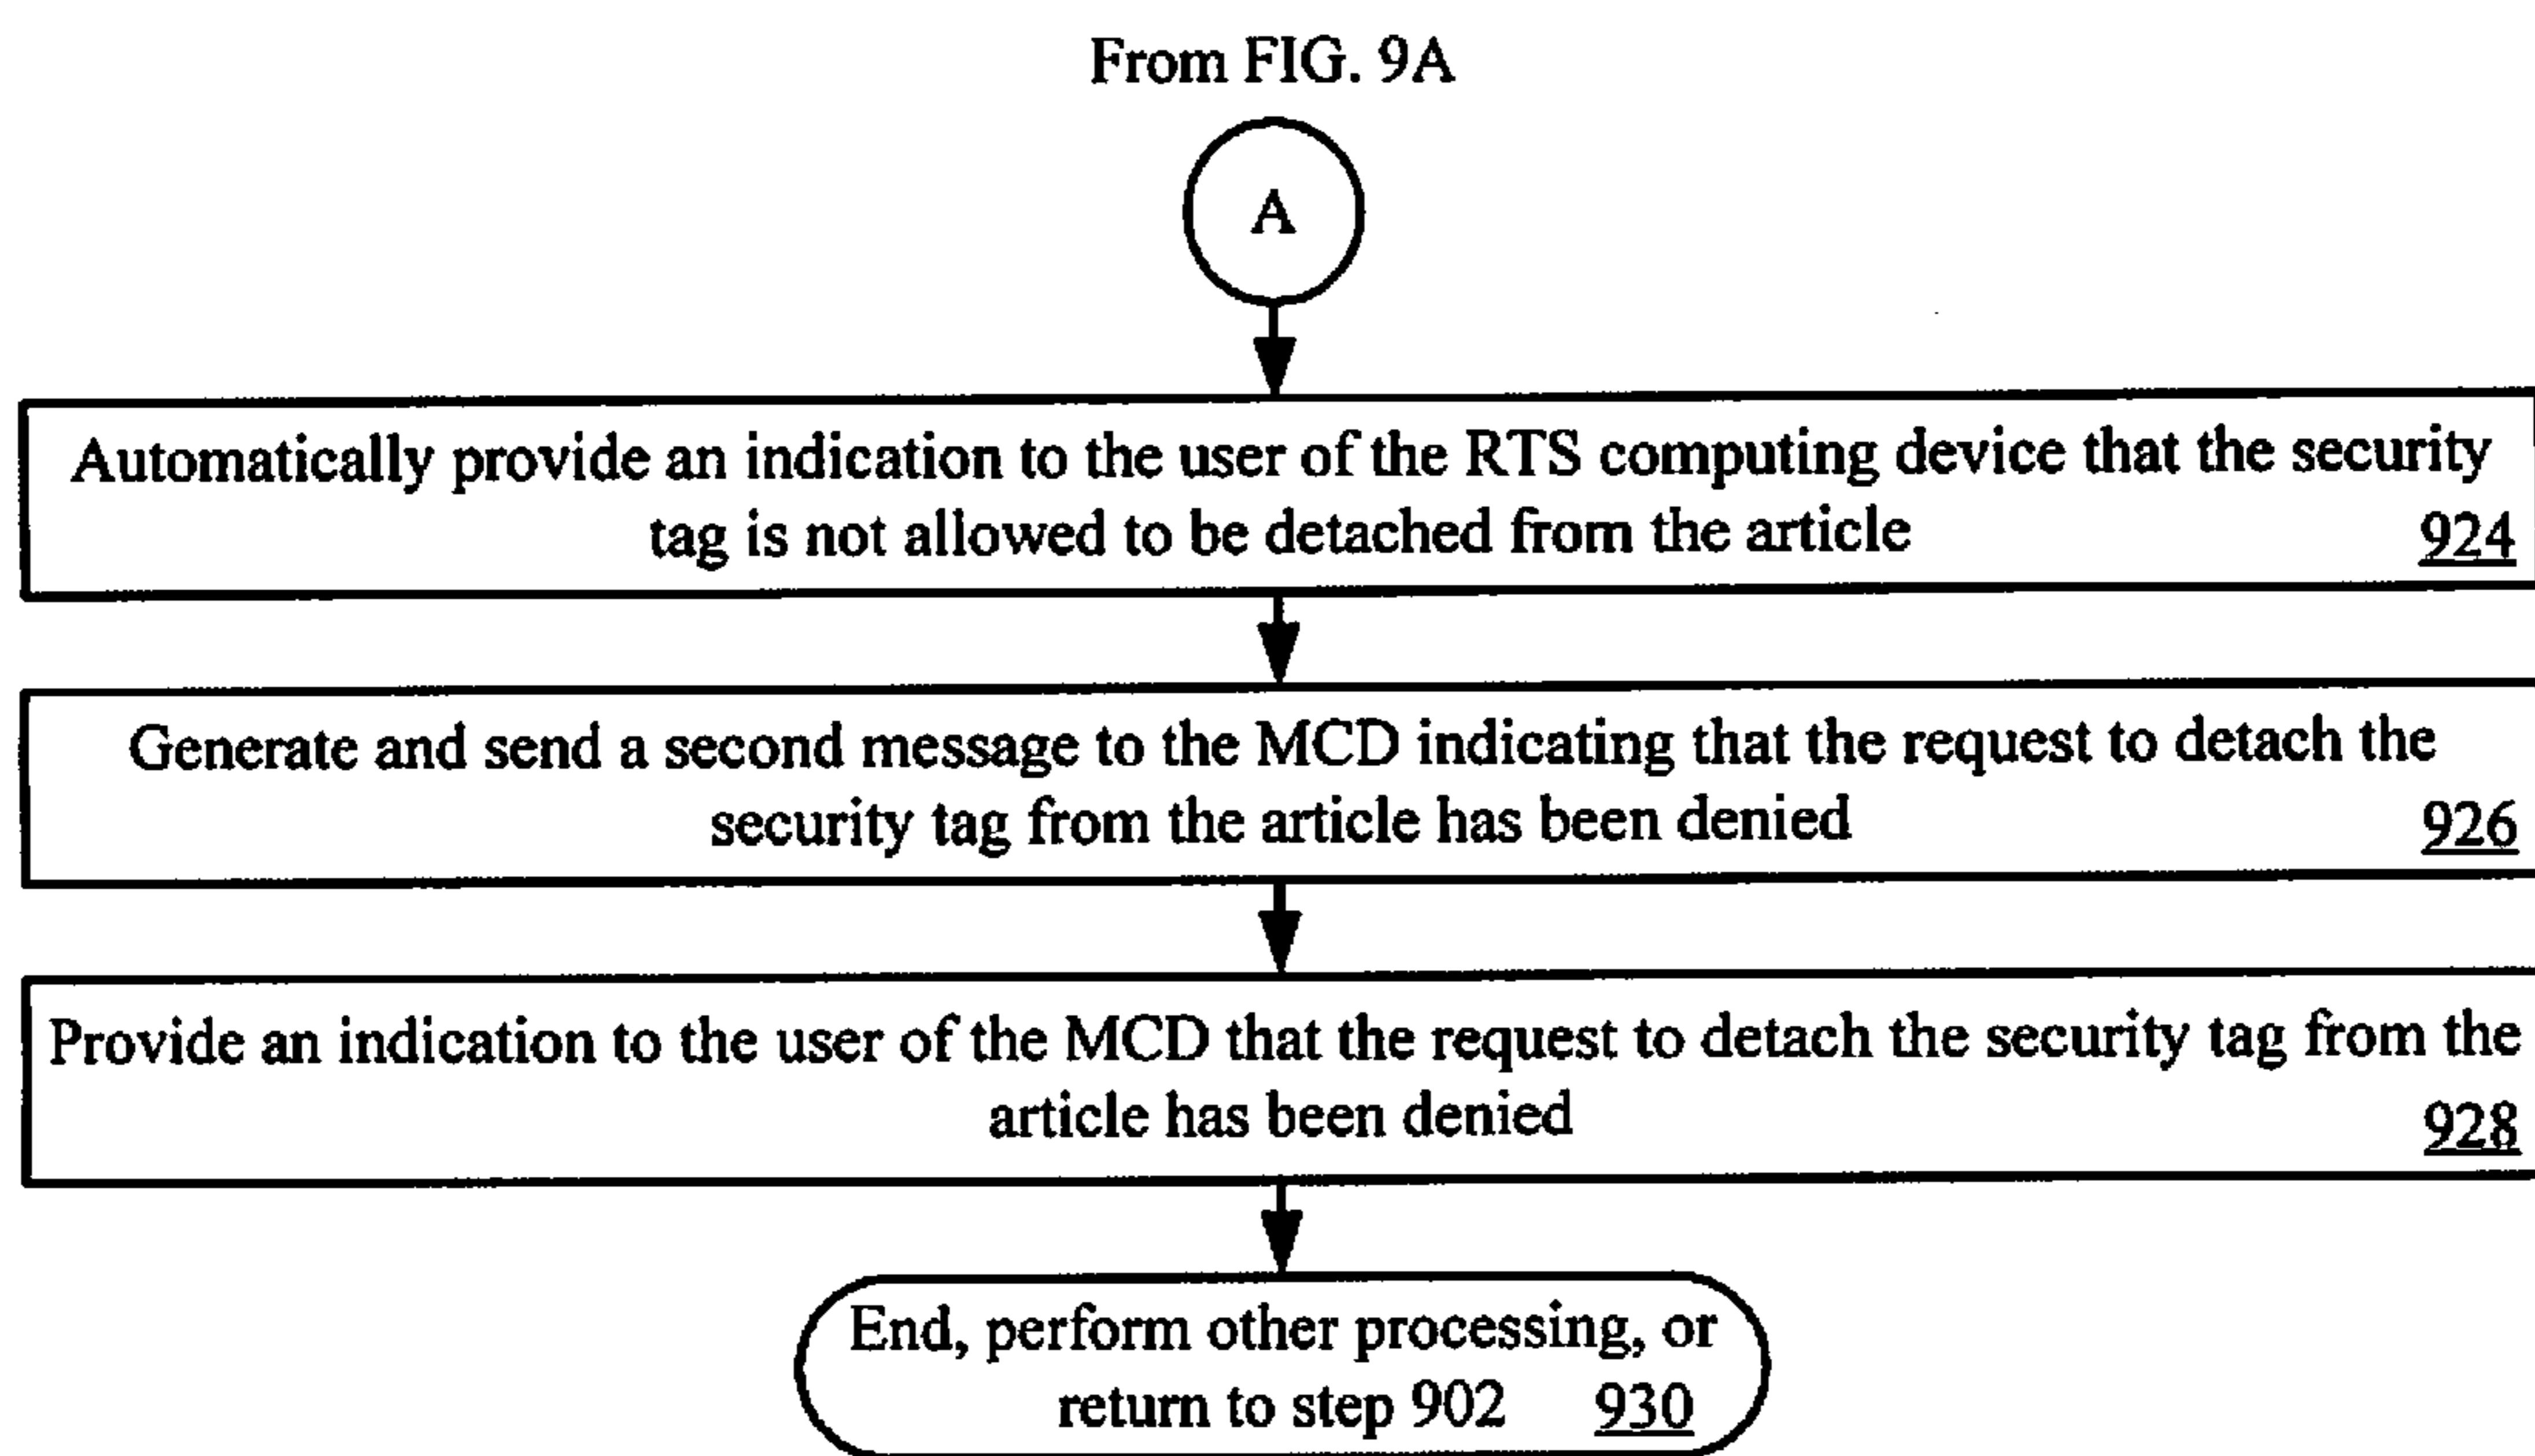 From FIG. 9A
A
Automatically provide an indication to the user of the RTS computing device that the security
tag is not allowed to be detached from the article 924
Generate and send a second message to the MCD indicating that the request to detach the
security tag from the article has been denied 926
Provide an indication to the user of the MCD that the request to detach the security tag from the
article has been denied 928
End, perform other processing, or
return to step 902 930